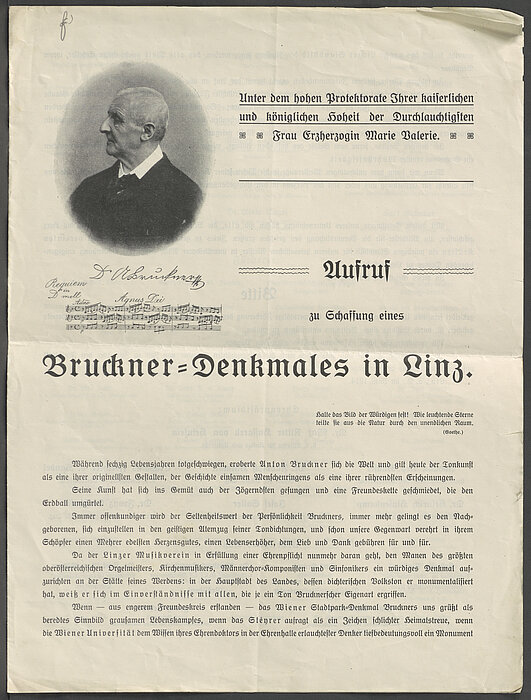 Unter dem hohen Protektorate Ihrer kaiserlichen
und königlichen Hoheit der Durchlauchtigsten
Frau Erzherzogin Marie Valerie.
Dr ABruckner
Requiem
in
D moll
Agnus Dei
Aufruf
zu Schaffung eines
Bruckner-Denkmales in Linz.
Halte das Bild der Würdigen fest! Wie leuchtende Sterne
teilte sie aus die Natur durch den unendlichen Raum.
(Goethe.)
Während sechzig Lebensjahren totgeschwiegen, eroberte Anton Bruckner sich die Welt und gilt heute der Tonkunst
als eine ihrer originellsten Gestalten, der Geschichte einsamen Menschenringens als eine ihrer rührendsten Erscheinungen.
Seine Kunst hat sich ins Gemüt auch der Zögerndsten gesungen und eine Freundeskette geschmiedet, die den
Erdball umgürtet.
Immer offenkundiger wird der Seltenheitswert der Persönlichkeit Bruckners, immer mehr gelingt es den Nach-
geborenen, sich einzustellen in den geistigen Atemzug seiner Tondichtungen, und schon unsere Gegenwart verehrt in ihrem
Schöpfer einen Mehrer edelsten Herzensgutes, einen Lebenserhöher, dem Lieb und Dank gebühren für und für.
Da der Linzer Musikverein in Erfüllung einer Ehrenpflicht nunmehr daran geht, den Manen des größten
oberösterreichischen Orgelmeisters, Kirchenmusikers, Männerchor-Komponisten und Sinfonikers ein würdiges Denkmal auf-
zurichten an der Stätte seines Werdens: in der Hauptstadt des Landes, dessen dichterischen Volkston er monumentalisiert
hat, weiß er sich im Einverständnisse mit allen, die je ein Ton Brucknerscher Eigenart ergriffen.
Wenn — aus engerem Freundeskreis erstanden — das Wiener Stadtpark-Denkmal Bruckners uns grüßt als
beredtes Sinnbild grausamen Lebenskampfes, wenn das Steyrer aufragt als ein Zeichen schlichter Heimatstreue, wenn
die Wiener Universität dem Wissen ihres Ehrendoktors in der Ehrenhalle erlauchtester Denker tiefbedeutungsvoll ein Monument